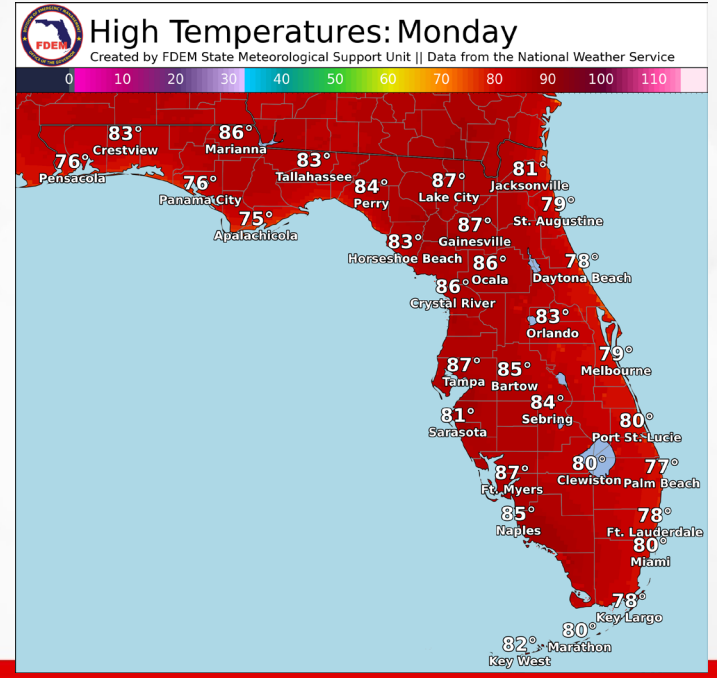 High Temperatures: Monday
Created by FDEM State Meteorological Support Unit || Data from the National Weather Service
FDEM
0 10 20 30 40 50 60 70 80 90 100 110
83°
Crestview
86°
Marianna
76°
Pensacola
83°
Tallahassee
76°
Panama City
84°
Perry
87°
Lake City
81°
Jacksonville
75°
Apalachicola
79°
St. Augustine
87°
Gainesville
83°
Horseshoe Beach
86°
Ocala
78°
Daytona Beach
86°
Crystal River
83°
Orlando
79°
Melbourne
87°
Tampa
85°
Bartow
84°
Sebring
81°
Sarasota
80°
Port St. Lucie
80°
Clewiston
77°
Palm Beach
87°
Ft. Myers
85°
Naples
78°
Ft. Lauderdale
80°
Miami
78°
Key Largo
80°
Marathon
82°
Key West